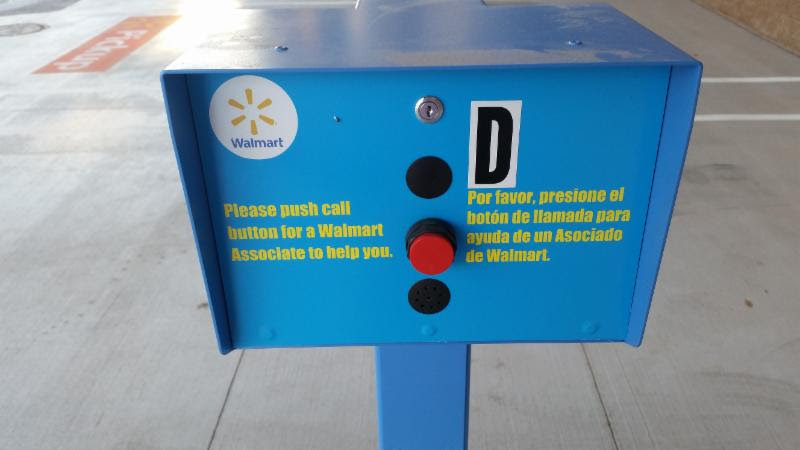 Pickup
Walmart
D
Please push call
button for a Walmart
Associate to help you.
Por favor, presione el
botón de llamada para
ayuda de un Asociado
de Walmart.